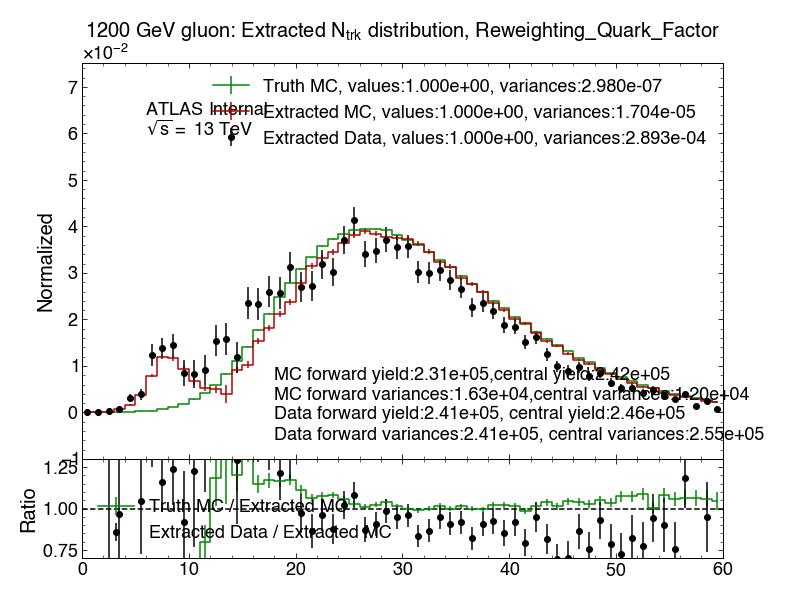 1200 GeV gluon: Extracted Ntrk distribution, Reweighting_Quark_Factor
×10−2
7
Truth MC, values:1.000e+00, variances:2.980e-07
ATLAS Internal
Extracted MC, values:1.000e+00, variances:1.704e-05
√s = 13 TeV
6
Extracted Data, values:1.000e+00, variances:2.893e-04
5
4
Normalized
3
2
1
MC forward yield:2.31e+05,central yield:2.42e+05
MC forward variances:1.63e+04,central variances:1.20e+04
0
Data forward yield:2.41e+05, central yield:2.46e+05
Data forward variances:2.41e+05, central variances:2.55e+05
1
1.25
Truth MC / Extracted MC
Ratio
1.00
Extracted Data / Extracted MC
0.75
0 10 20 30 40 50 60